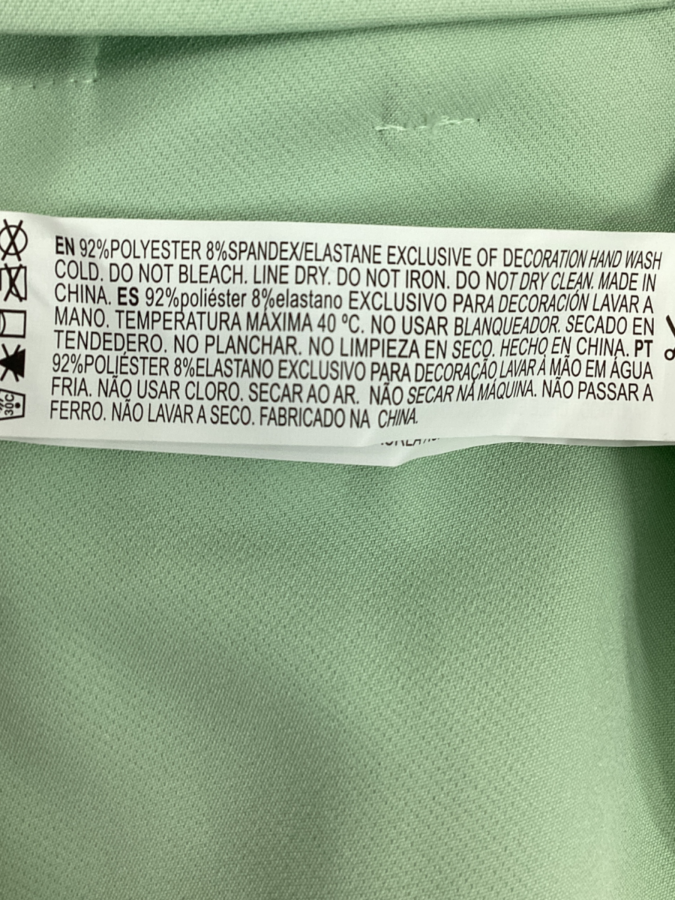 EN 92%POLYESTER 8%SPANDEX/ELASTANE EXCLUSIVE OF DECORATION HAND WASH
COLD. DO NOT BLEACH. LINE DRY. DO NOT IRON. DO NOT DRY CLEAN. MADE IN
CHINA. ES 92%poliéster 8%elastano EXCLUSIVO PARA DECORACIÓN LAVAR A
MANO. TEMPERATURA MÁXIMA 40 ºC. NO USAR BLANQUEADOR. SECADO EN
TENDEDERO. NO PLANCHAR. NO LIMPIEZA EN SECO. HECHO EN CHINA. PT
92%POLIÉSTER 8%ELASTANO EXCLUSIVO PARA DECORAÇÃO LAVAR À MÃO EM ÁGUA
FRIA. NÃO USAR CLORO. SECAR AO AR. NÃO SECAR NA MÁQUINA. NÃO PASSAR A
FERRO. NÃO LAVAR A SECO. FABRICADO NA CHINA.
30C